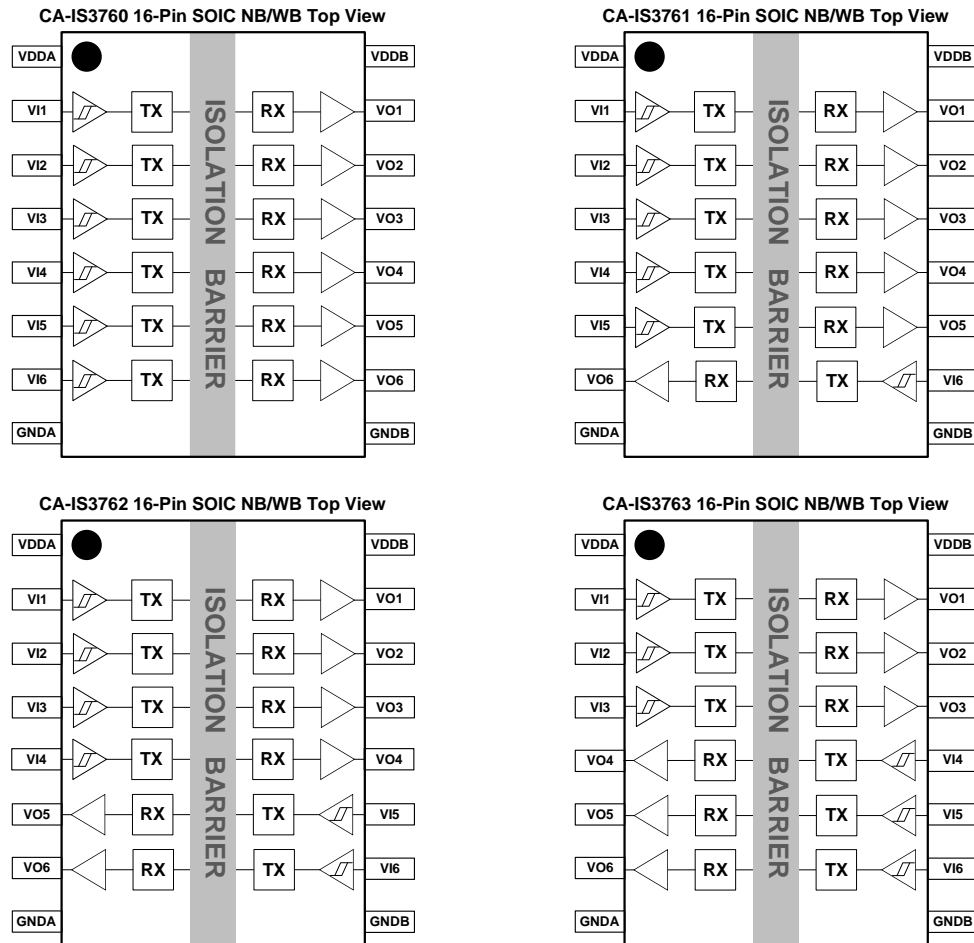 CA-IS3760 16-Pin SOIC NB/WB Top View
VDDA
VDDB
VI1
TX
RX
VO1
VI2
TX
RX
VO2
VI3
TX
RX
VO3
VI4
TX
RX
VO4
VI5
TX
RX
VO5
VI6
TX
RX
VO6
GNDA
GNDB
ISOLATION BARRIER
CA-IS3761 16-Pin SOIC NB/WB Top View
VDDA
VDDB
VI1
TX
RX
VO1
VI2
TX
RX
VO2
VI3
TX
RX
VO3
VI4
TX
RX
VO4
VI5
TX
RX
VO5
VO6
RX
TX
VI6
GNDA
GNDB
ISOLATION BARRIER
CA-IS3762 16-Pin SOIC NB/WB Top View
VDDA
VDDB
VI1
TX
RX
VO1
VI2
TX
RX
VO2
VI3
TX
RX
VO3
VI4
TX
RX
VO4
VO5
RX
TX
VI5
VO6
RX
TX
VI6
GNDA
GNDB
ISOLATION BARRIER
CA-IS3763 16-Pin SOIC NB/WB Top View
VDDA
VDDB
VI1
TX
RX
VO1
VI2
TX
RX
VO2
VI3
TX
RX
VO3
VO4
RX
TX
VI4
VO5
RX
TX
VI5
VO6
RX
TX
VI6
GNDA
GNDB
ISOLATION BARRIER